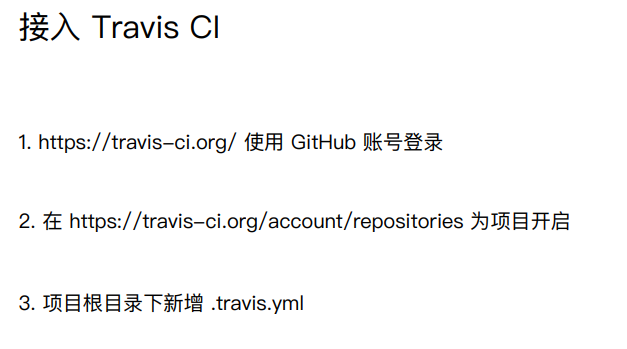 接入 Travis CI
1. https://travis-ci.org/ 使用 GitHub 账号登录
2. 在 https://travis-ci.org/account/repositories 为项目开启
3. 项目根目录下新增 .travis.yml